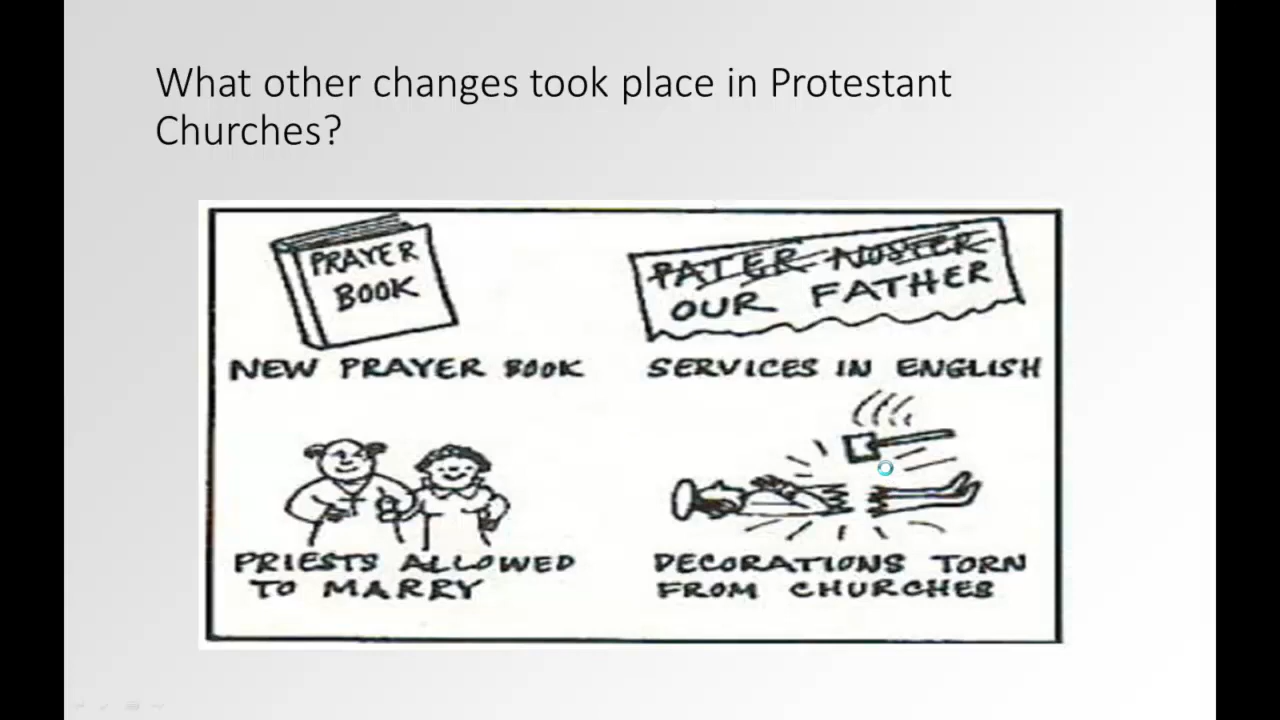 What other changes took place in Protestant
Churches?
PRAYER
BOOK
NEW PRAYER BOOK
PATER NOSTER
OUR FATHER
SERVICES IN ENGLISH
PRIESTS ALLOWED
TO MARRY
DECORATIONS TORN
FROM CHURCHES